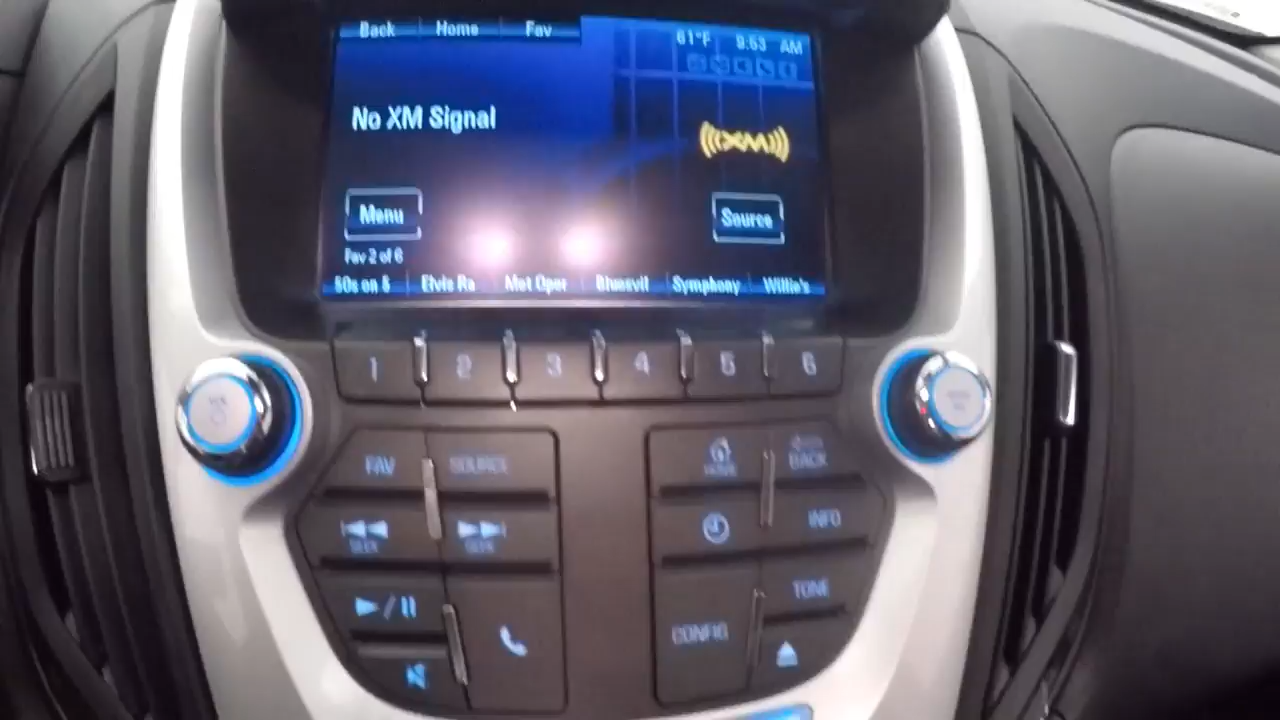 Back Home Fav
61°F 9:53 AM
No XM Signal
((XM))
Menu Source
Fav 2 of 6
50s on 5 Elvis Ra Met Oper Bluesvil Symphony Willie's
1 2 3 4 5 6
FAV SOURCE HOME BACK
SEEK SEEK INFO
TONE
CONFIG